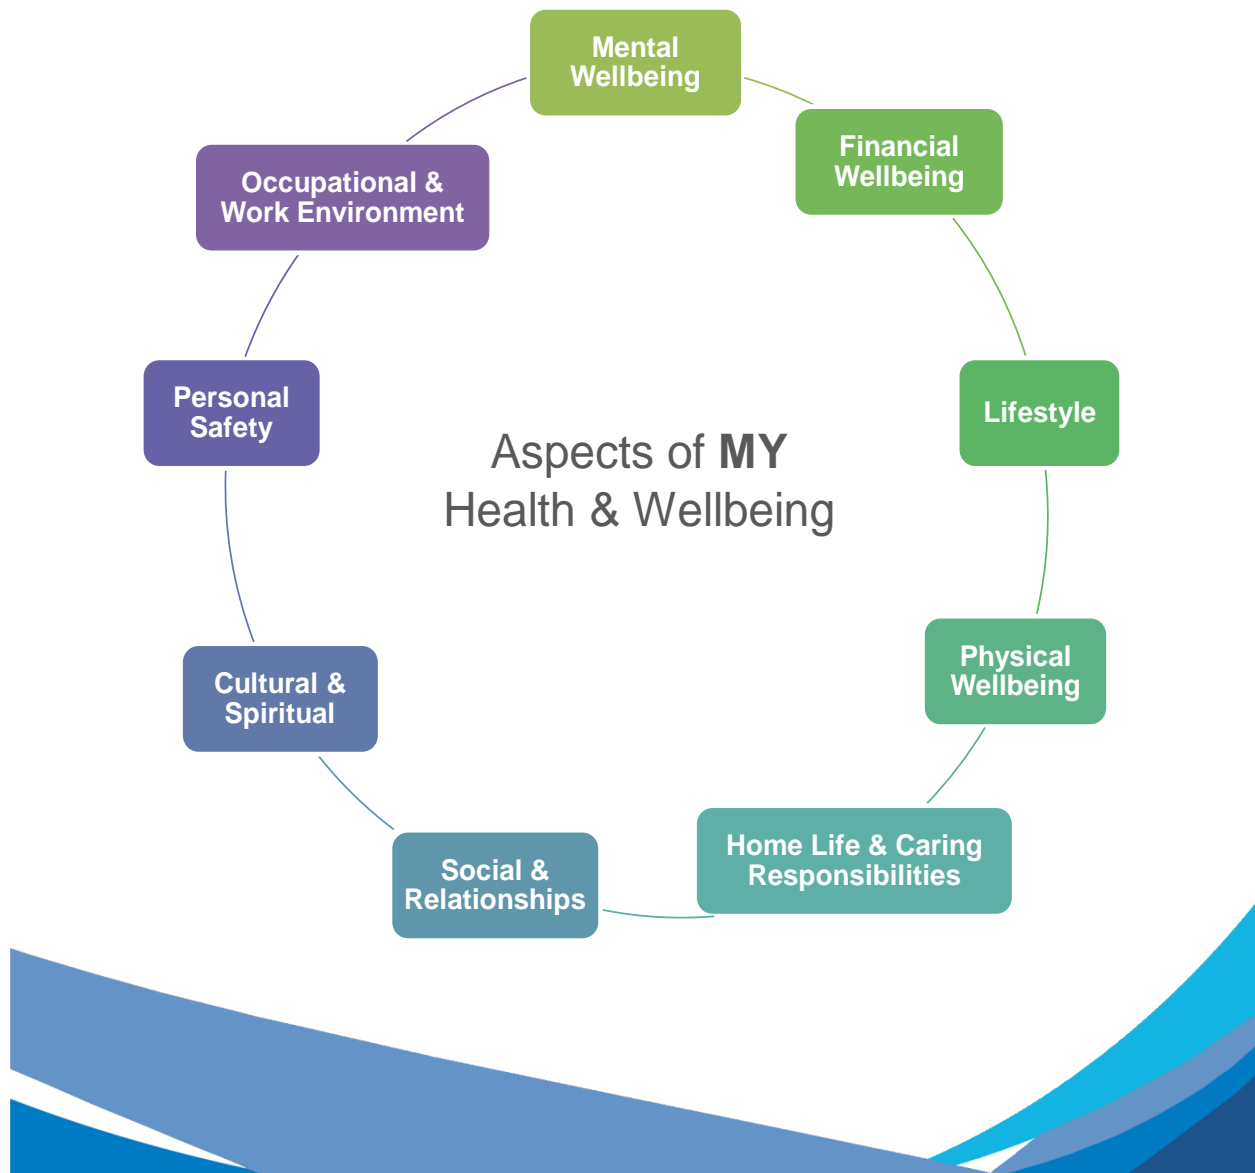 Mental
Wellbeing
Financial
Wellbeing
Lifestyle
Physical
Wellbeing
Home Life & Caring
Responsibilities
Social &
Relationships
Cultural &
Spiritual
Personal
Safety
Occupational &
Work Environment
Aspects of MY
Health & Wellbeing